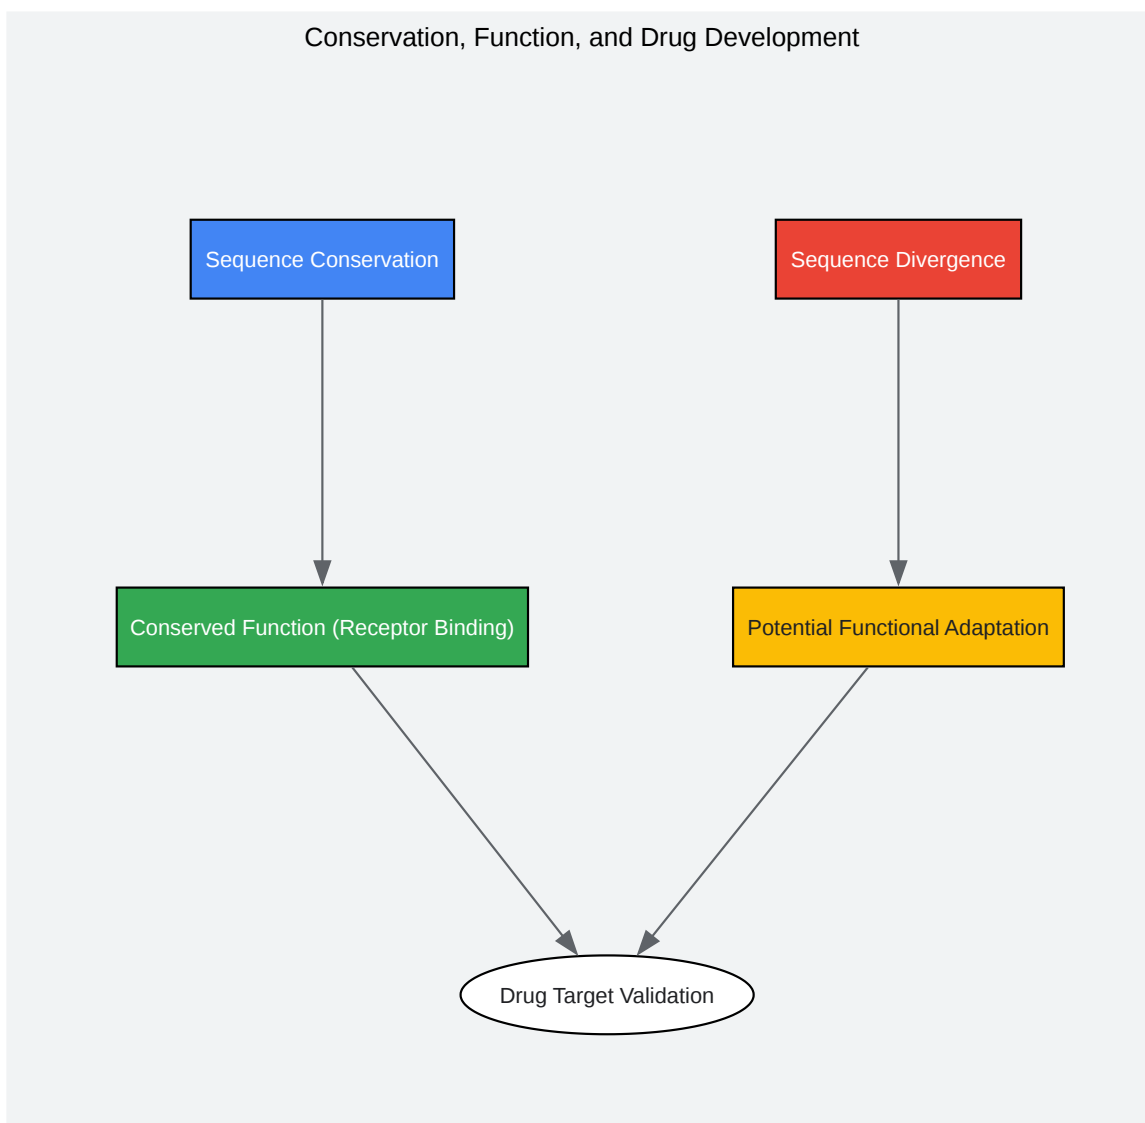 Conservation, Function, and Drug Development
Sequence Conservation
Sequence Divergence
Conserved Function (Receptor Binding)
Potential Functional Adaptation
Drug Target Validation